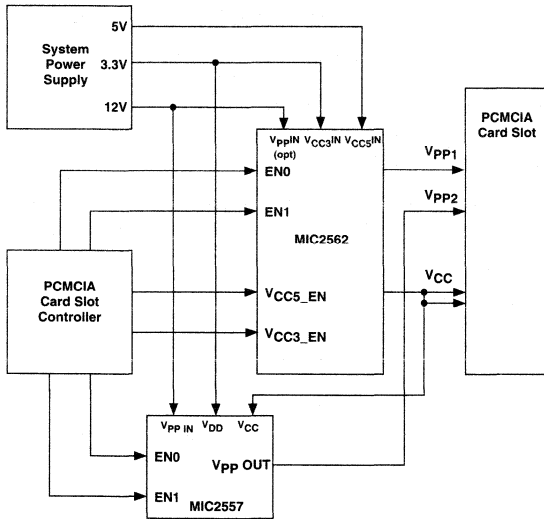 System
Power
Supply
5V
3.3V
12V
PCMCIA
Card Slot
VPPIN
(opt)
VCC3IN
VCC5IN
EN0
EN1
MIC2562
VCC5_EN
VCC3_EN
VPP1
VPP2
VCC
PCMCIA
Card Slot
Controller
VPP IN
VDD
VCC
EN0
EN1
VPP OUT
MIC2557